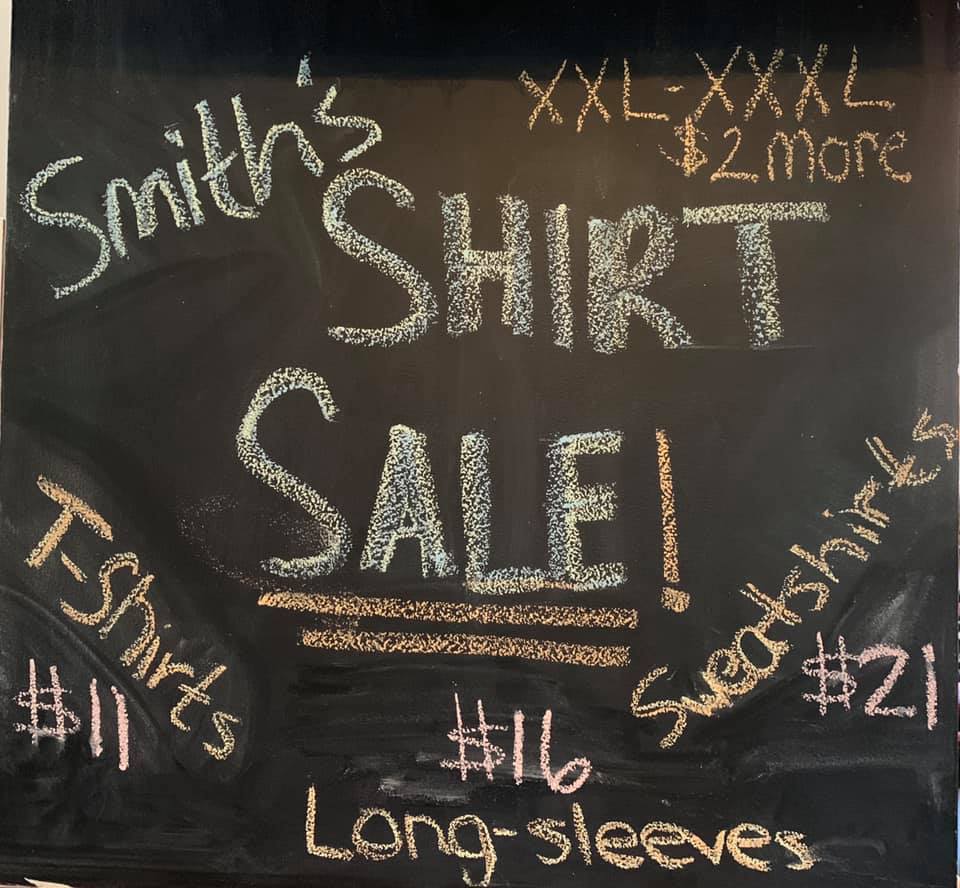 Smith's
XXL-XXXL
$2 more
SHIRT
SALE!
T-Shirts
$11
$16
Long-sleeves
Sweatshirts
$21